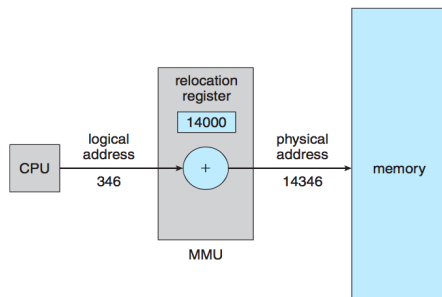 relocation
register
14000
logical
address
physical
address
CPU
+
memory
346
14346
MMU